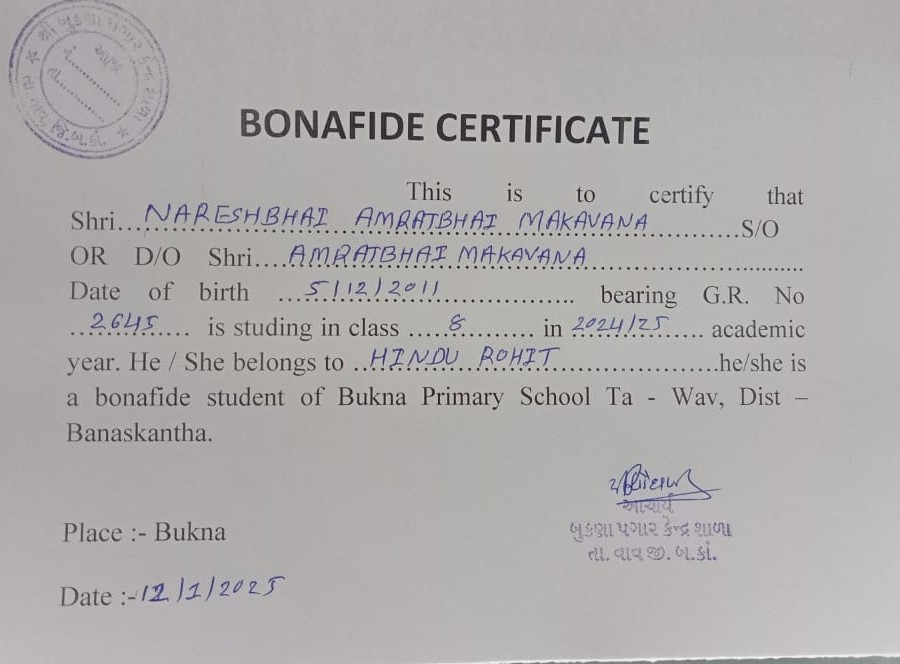 BONAFIDE CERTIFICATE
This is to certify that
Shri...NARESHBHAI AMRATBHAI MAKAVANA...........S/O
OR D/O Shri....AMRATBHAI MAKAVANA..............................
Date of birth ...5/12/2011....................... bearing G.R. No
..2645.... is studing in class .....8......... in 2024/25..... academic
year. He / She belongs to ..HINDU ROHIT.......................he/she is
a bonafide student of Bukna Primary School Ta - Wav, Dist –
Banaskantha.
આચાર્ય
Place :- Bukna
બુકણા પગાર કેન્દ્ર શાળા
તા. વાવ જી. બ.કાં.
Date :-12/1/2025